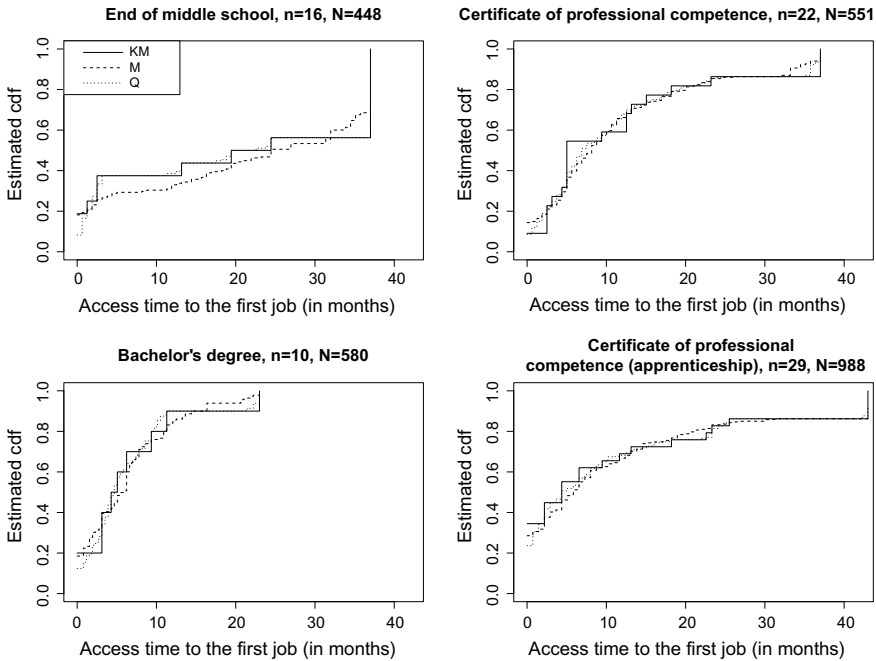 End of middle school, n=16, N=448
KM
M
Q
Estimated cdf
0.0 0.2 0.4 0.6 0.8 1.0
0 10 20 30 40
Access time to the first job (in months)
Certificate of professional competence, n=22, N=551
Estimated cdf
0.0 0.2 0.4 0.6 0.8 1.0
0 10 20 30 40
Access time to the first job (in months)
Bachelor's degree, n=10, N=580
Estimated cdf
0.0 0.2 0.4 0.6 0.8 1.0
0 10 20 30 40
Access time to the first job (in months)
Certificate of professional
competence (apprenticeship), n=29, N=988
Estimated cdf
0.0 0.2 0.4 0.6 0.8 1.0
0 10 20 30 40
Access time to the first job (in months)